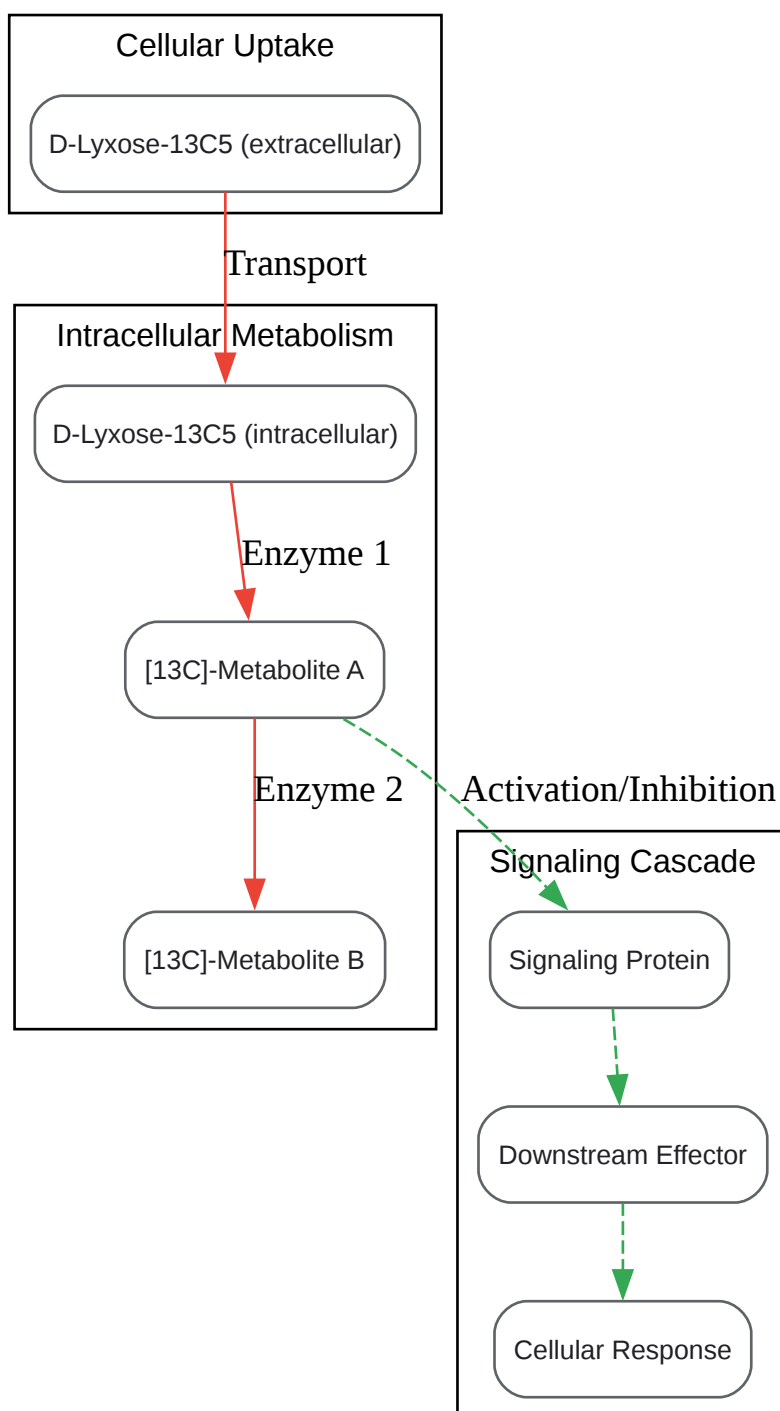 Cellular Uptake
D-Lyxose-13C5 (extracellular)
Transport
Intracellular Metabolism
D-Lyxose-13C5 (intracellular)
Enzyme 1
[13C]-Metabolite A
Enzyme 2
Activation/Inhibition
Signaling Cascade
[13C]-Metabolite B
Signaling Protein
Downstream Effector
Cellular Response